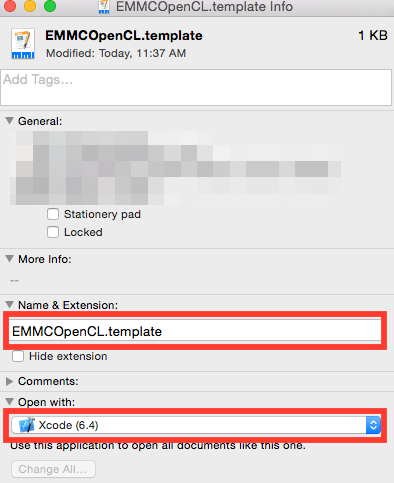 EMMCOpenCL.template Info
EMMCOpenCL.template 1 KB
Modified: Today, 11:37 AM
Add Tags...
General:
Stationery pad
Locked
More Info:
--
Name & Extension:
EMMCOpenCL.template
Hide extension
Comments:
Open with:
Xcode (6.4)
Use this application to open all documents like this one.
Change All...